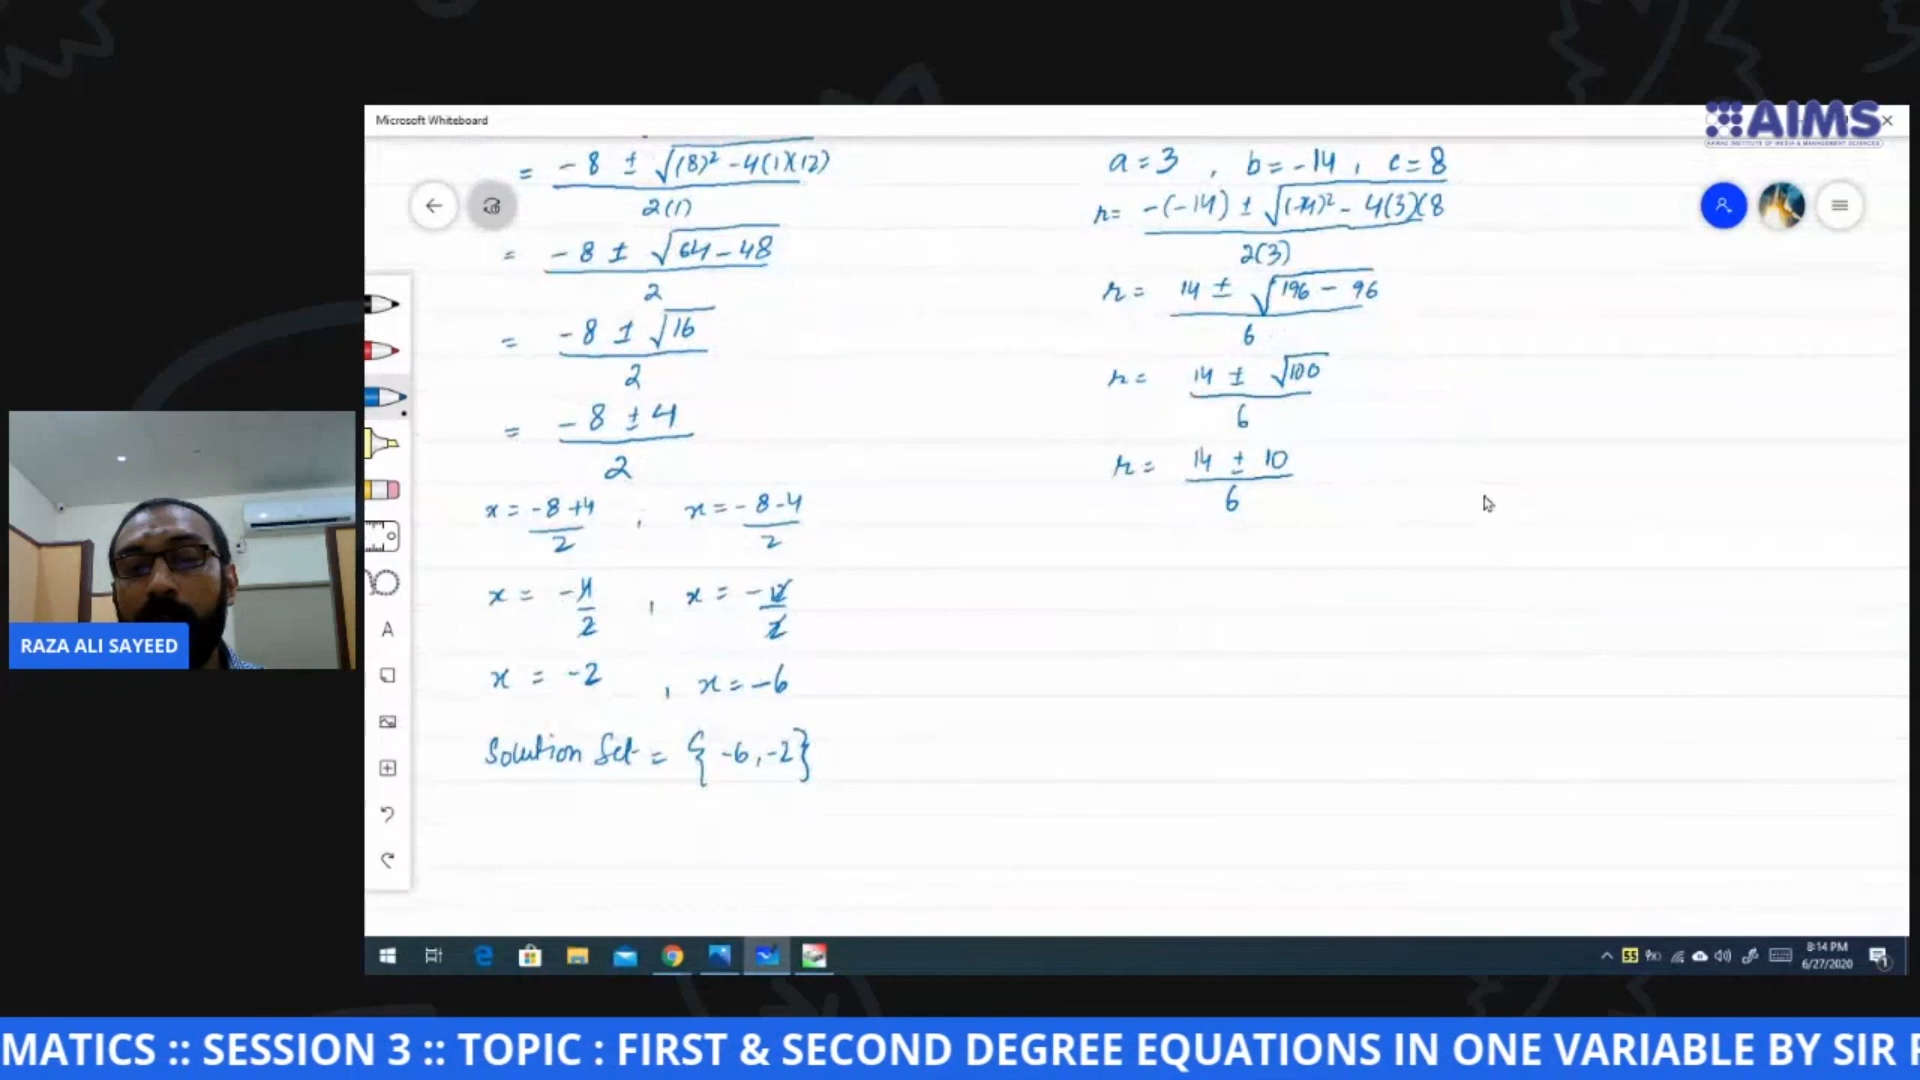 AIMS
Microsoft Whiteboard
= -8 ± √(8)² -4(1)(12)
2(1)
= -8 ± √64-48
2
= -8 ± √16
2
= -8 ± 4
2
x = -8+4 , x = -8-4
2 2
x = -4 , x = -12
2 2
x = -2 , x = -6
Solution Set = { -6, -2}
a = 3 , b = -14 , c = 8
x = -(-14) ± √(-14)² - 4(3)(8
2(3)
x = 14 ± √196 - 96
6
x = 14 ± √100
6
x = 14 ± 10
6
RAZA ALI SAYEED
A
55
8:14 PM
6/27/2020
MATICS :: SESSION 3 :: TOPIC : FIRST & SECOND DEGREE EQUATIONS IN ONE VARIABLE BY SIR